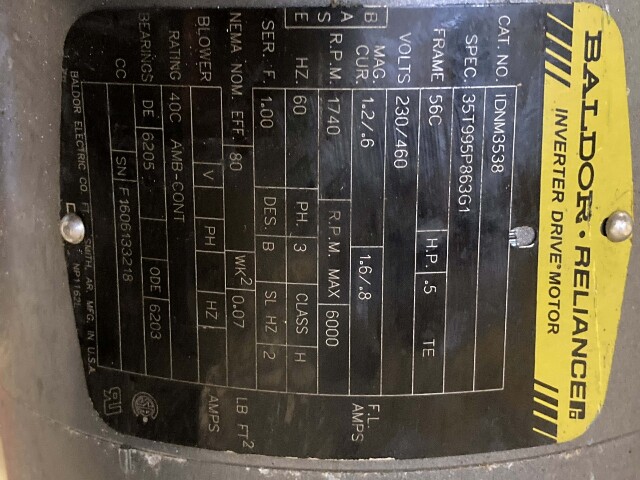 BALDOR • RELIANCER
INVERTER DRIVE® MOTOR
CAT. NO. IDNM3538
SPEC. 35T995P863G1
FRAME 56C H.P. .5 TE
VOLTS 230/460
MAG. CUR. 1.2/.6 1.6/.8 F.L. AMPS
BASE R.P.M. 1740 R.P.M. MAX 6000
HZ. 60 PH. 3 CLASS H
SER. F. 1.00 DES B SL HZ 2
NEMA NOM. EFF. 80 WK2 0.07 LB FT2
BLOWER V PH HZ AMPS
RATING 40C AMB-CONT
BEARINGS DE 6205 ODE 6203
CC SN F1606133218
BALDOR ELECTRIC CO. FT. SMITH, AR. MFG. IN U.S.A.